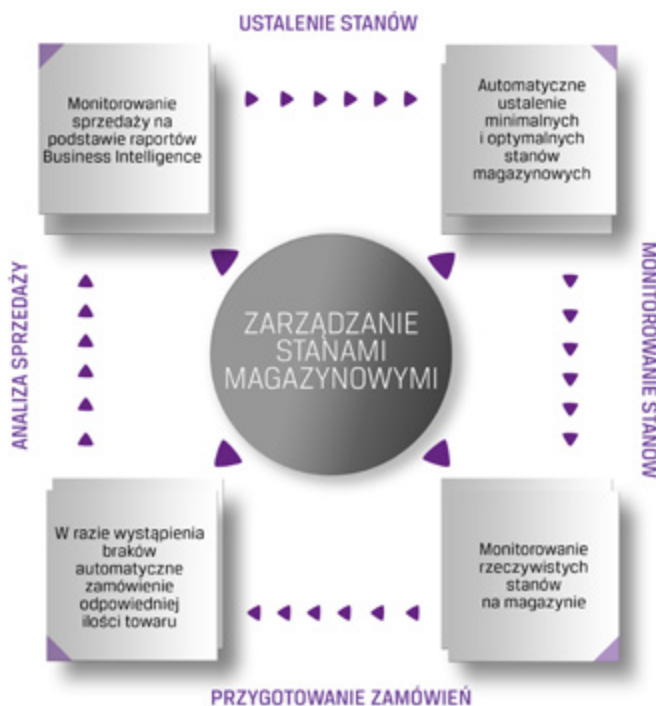 USTALENIE STANÓW
Monitorowanie
sprzedaży na
podstawie raportów
Business Intelligence
Automatyczne
ustalenie
minimalnych
i optymalnych
stanów
magazynowych
ANALIZA SPRZEDAŻY
ZARZĄDZANIE
STANAMI
MAGAZYNOWYMI
MONITOROWANIE STANÓW
W razie wystąpienia
braków
automatyczne
zamówienie
odpowiedniej
ilości towaru
Monitorowanie
rzeczywistych
stanów
na magazynie
PRZYGOTOWANIE ZAMÓWIEŃ